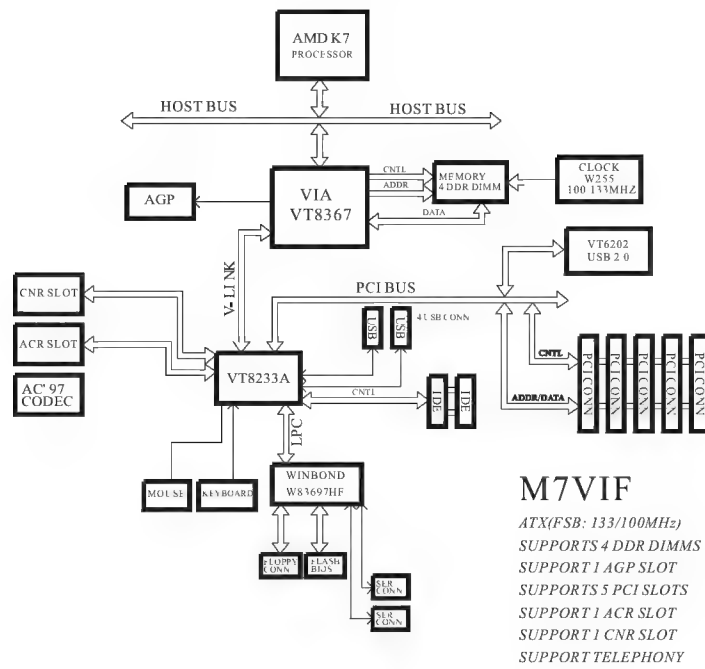 AMD K7
PROCESSOR
HOST BUS
HOST BUS
VIA
VT8367
CNTL
ADDR
DATA
MEMORY
4 DDR DIMM
CLOCK
W255
100 133MHZ
AGP
VT6202
USB 2 0
V- LINK
PCI BUS
CNR SLOT
ACR SLOT
AC' 97
CODEC
VT8233A
USB
USB
4 USB CONN
CNTL
IDE
IDE
CNTL
ADDR/DATA
PCI CONN
PCI CONN
PCI CONN
PCI CONN
PCI CONN
LPC
MOUSE
KEYBOARD
WINBOND
W83697HF
FLOPPY
CONN
FLASH
BIOS
SER
CONN
SER
CONN
M7VIF
ATX(FSB: 133/100MHz)
SUPPORTS 4 DDR DIMMS
SUPPORT 1 AGP SLOT
SUPPORTS 5 PCI SLOTS
SUPPORT 1 ACR SLOT
SUPPORT 1 CNR SLOT
SUPPORT TELEPHONY